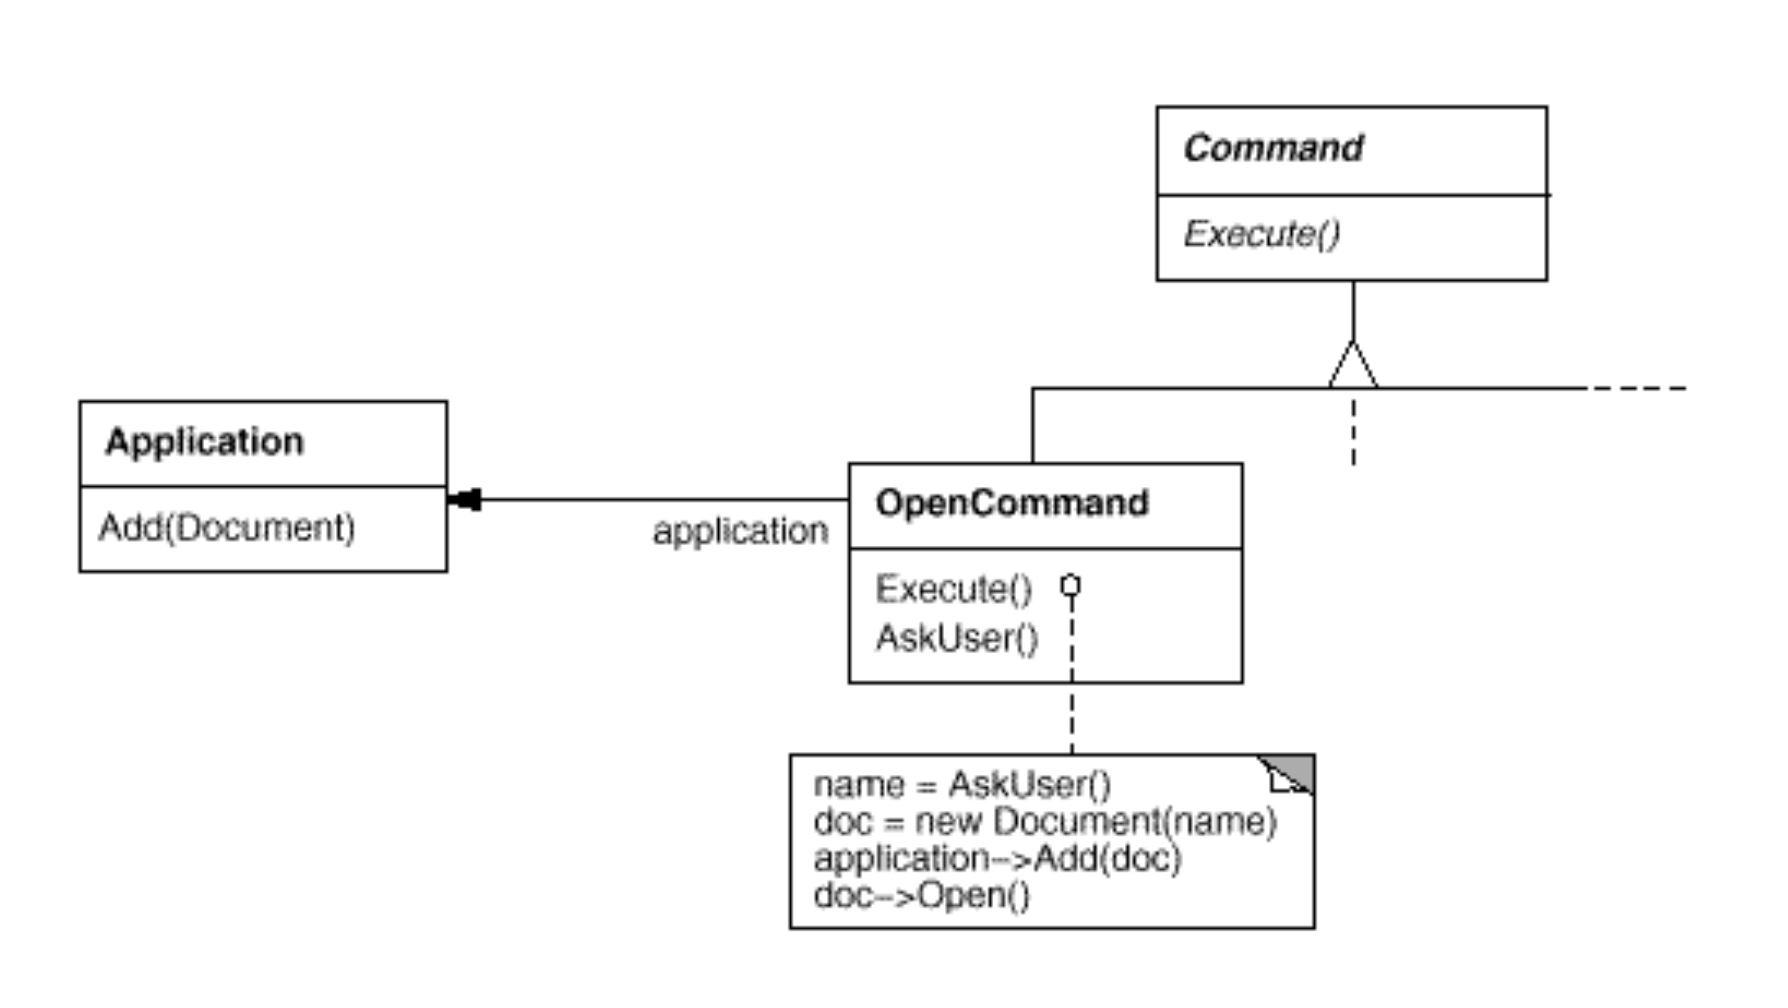 Command
Execute()
Application
Add(Document)
application
OpenCommand
Execute()
AskUser()
name = AskUser()
doc = new Document(name)
application–>Add(doc)
doc–>Open()